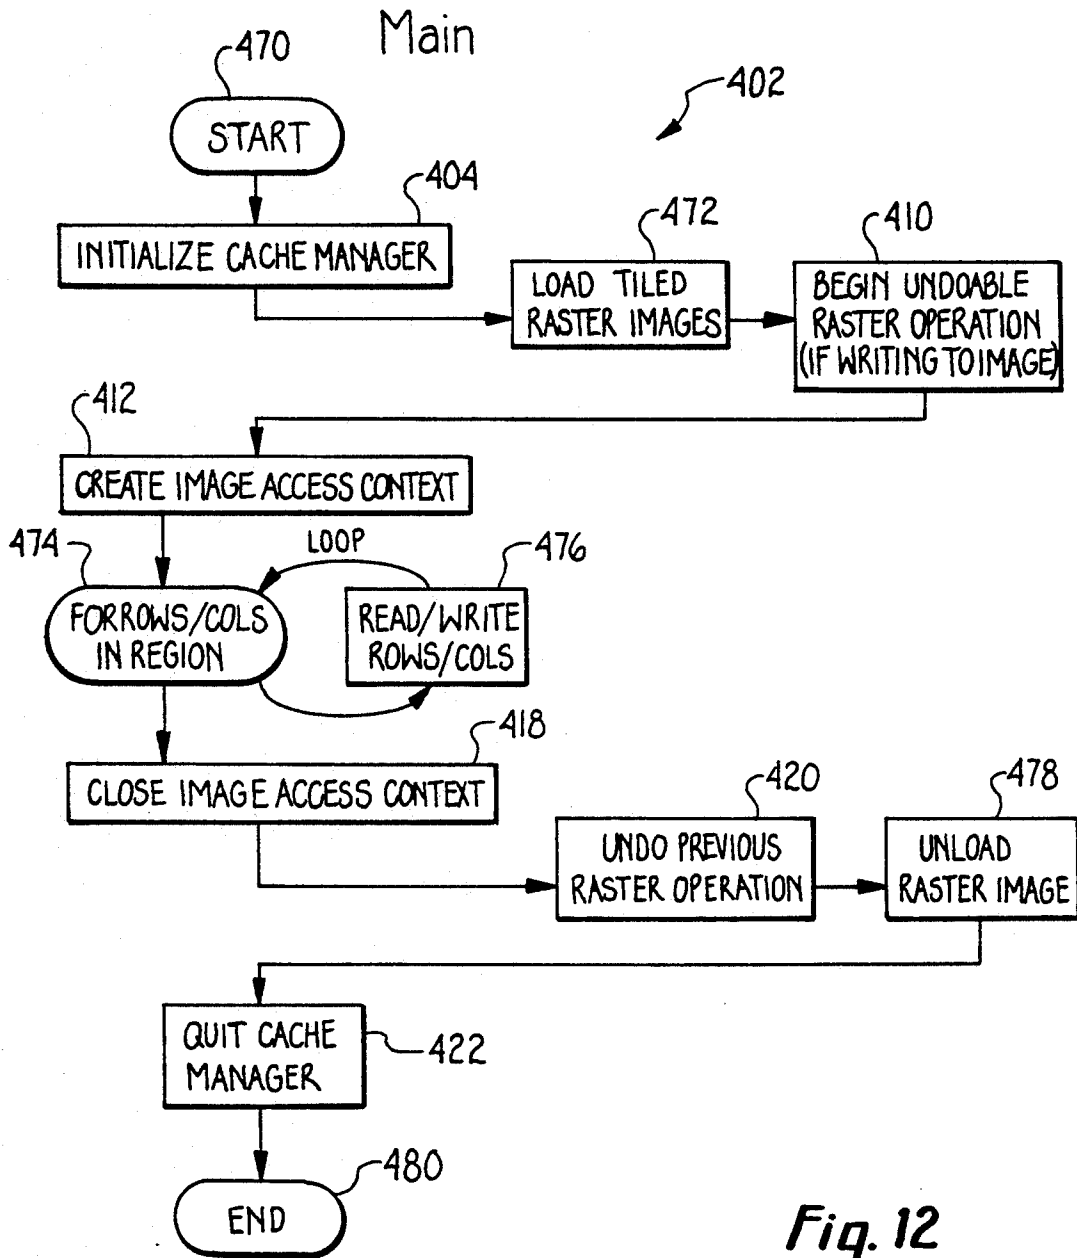 Main
470
402
START
404
INITIALIZE CACHE MANAGER
472
LOAD TILED
RASTER IMAGES
410
BEGIN UNDOABLE
RASTER OPERATION
(IF WRITING TO IMAGE)
412
CREATE IMAGE ACCESS CONTEXT
474
LOOP
476
FOR ROWS/COLS
IN REGION
READ/WRITE
ROWS/COLS
418
CLOSE IMAGE ACCESS CONTEXT
420
UNDO PREVIOUS
RASTER OPERATION
478
UNLOAD
RASTER IMAGE
QUIT CACHE
MANAGER
422
480
END
Fig. 12